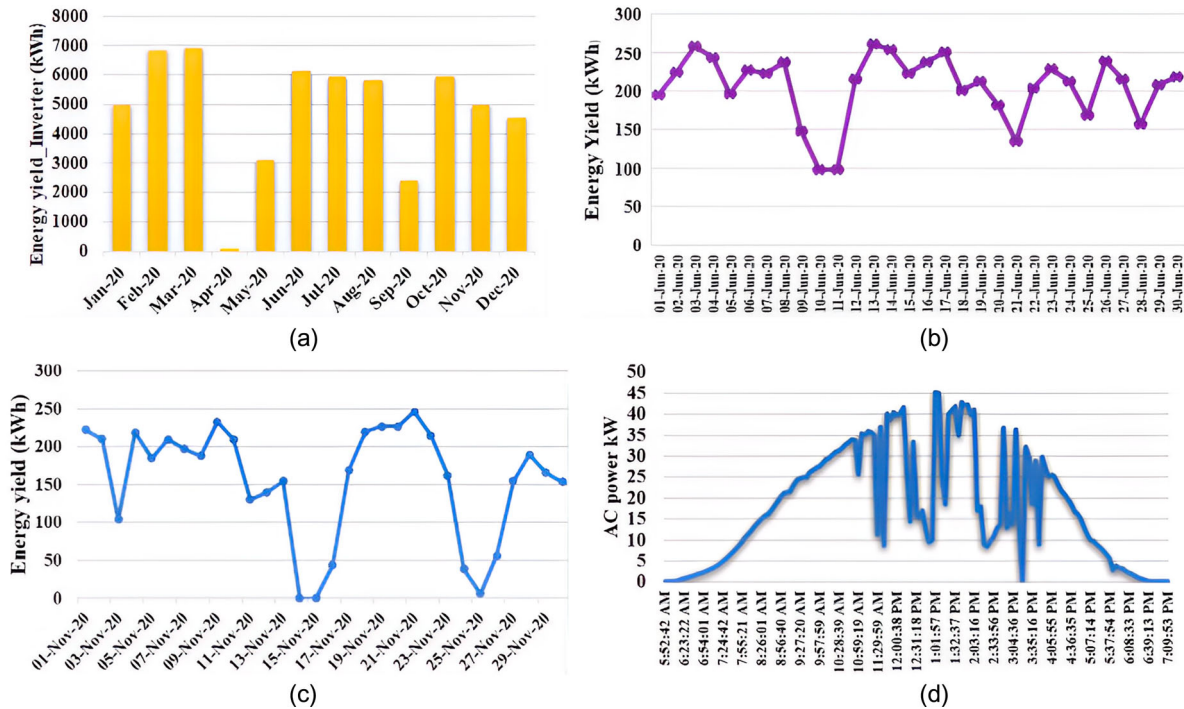 Energy yield_Inverter (kWh)
8000
7000
6000
5000
4000
3000
2000
1000
0
Jan-20
Feb-20
Mar-20
Apr-20
May-20
Jun-20
Jul-20
Aug-20
Sep-20
Oct-20
Nov-20
Dec-20
(a)
Energy Yield (kWh)
300
250
200
150
100
50
0
01-Jun-20
02-Jun-20
03-Jun-20
04-Jun-20
05-Jun-20
06-Jun-20
07-Jun-20
08-Jun-20
09-Jun-20
10-Jun-20
11-Jun-20
12-Jun-20
13-Jun-20
14-Jun-20
15-Jun-20
16-Jun-20
17-Jun-20
18-Jun-20
19-Jun-20
20-Jun-20
21-Jun-20
22-Jun-20
23-Jun-20
24-Jun-20
25-Jun-20
26-Jun-20
27-Jun-20
28-Jun-20
29-Jun-20
30-Jun-20
(b)
Energy yield (kWh)
300
250
200
150
100
50
0
01-Nov-20
03-Nov-20
05-Nov-20
07-Nov-20
09-Nov-20
11-Nov-20
13-Nov-20
15-Nov-20
17-Nov-20
19-Nov-20
21-Nov-20
23-Nov-20
25-Nov-20
27-Nov-20
29-Nov-20
(c)
AC power kW
50
45
40
35
30
25
20
15
10
5
0
5:52:42 AM
6:23:22 AM
6:54:01 AM
7:24:42 AM
7:55:21 AM
8:26:01 AM
8:56:40 AM
9:27:20 AM
9:57:59 AM
10:28:39 AM
10:59:19 AM
11:29:59 AM
12:00:38 PM
12:31:18 PM
1:01:57 PM
1:32:37 PM
2:03:16 PM
2:33:56 PM
3:04:36 PM
3:35:16 PM
4:05:55 PM
4:36:35 PM
5:07:14 PM
5:37:54 PM
6:08:33 PM
6:39:13 PM
7:09:53 PM
(d)